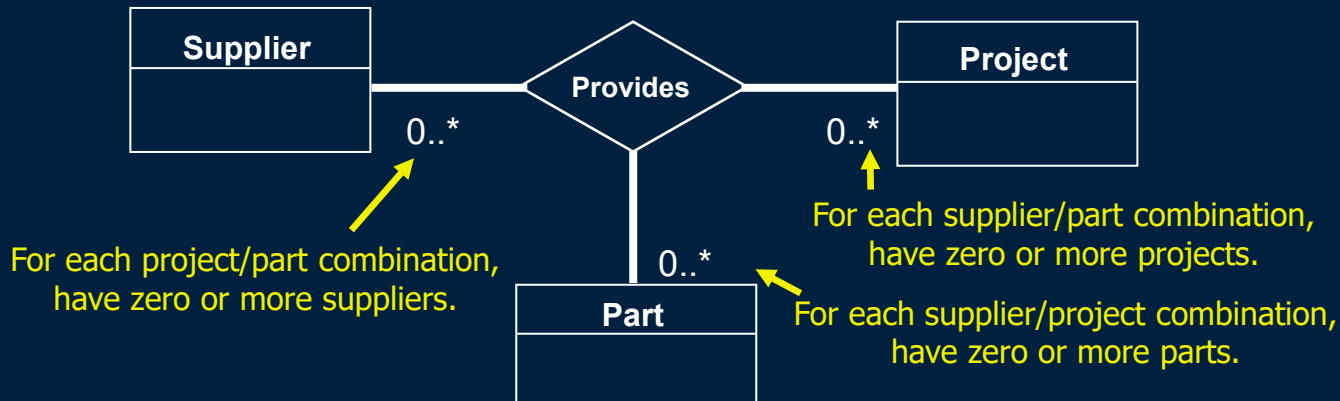 Supplier
Provides
Project
0..*
0..*
For each project/part combination,
have zero or more suppliers.
For each supplier/part combination,
have zero or more projects.
0..*
Part
For each supplier/project combination,
have zero or more parts.